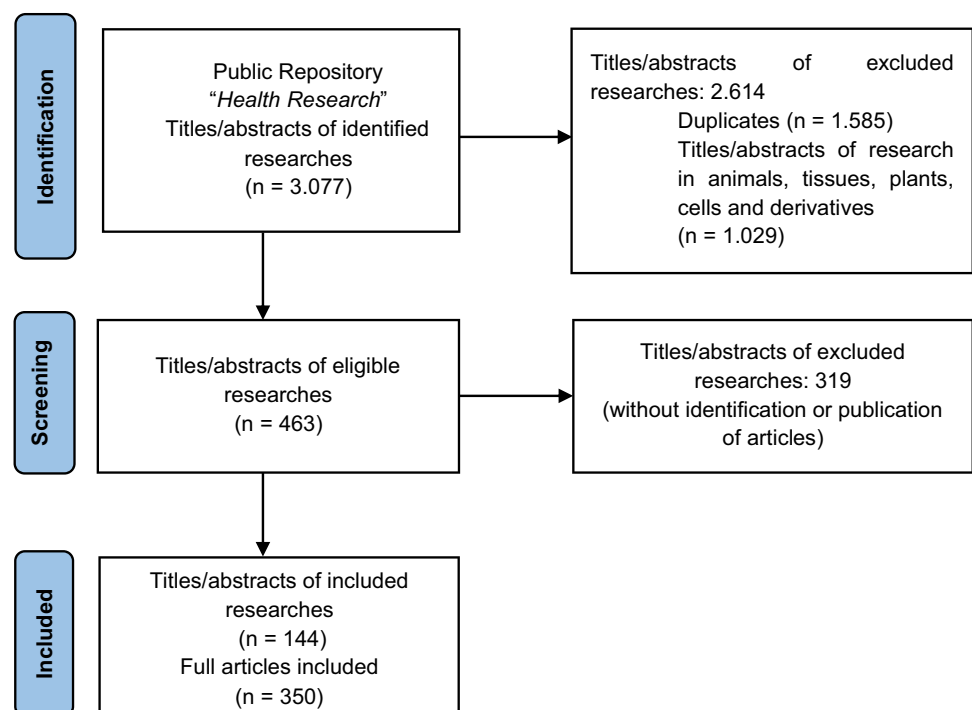 Identification
Public Repository
“Health Research”
Titles/abstracts of identified
researches
(n = 3.077)
Titles/abstracts of excluded
researches: 2.614
Duplicates (n = 1.585)
Titles/abstracts of research
in animals, tissues, plants,
cells and derivatives
(n = 1.029)
Screening
Titles/abstracts of eligible
researches
(n = 463)
Titles/abstracts of excluded
researches: 319
(without identification or publication
of articles)
Included
Titles/abstracts of included
researches
(n = 144)
Full articles included
(n = 350)